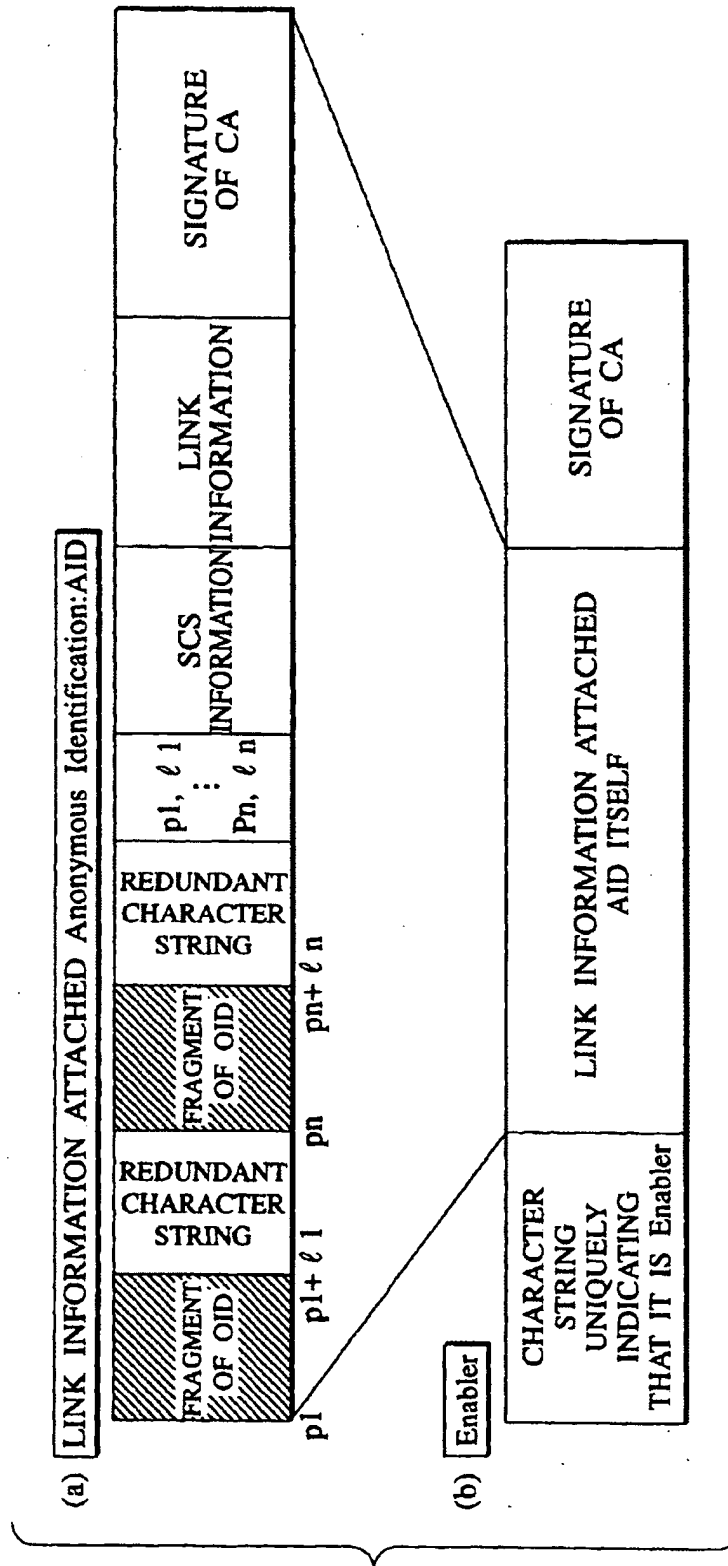 (a) LINK INFORMATION ATTACHED Anonymous Identification:AID
FRAGMENT
OF OID
REDUNDANT
CHARACTER
STRING
FRAGMENT
OF OID
REDUNDANT
CHARACTER
STRING
p1, ℓ 1
⋮
Pn, ℓ n
SCS
INFORMATION
LINK
INFORMATION
SIGNATURE
OF CA
p1
p1+ ℓ 1
pn
pn+ ℓ n
(b) Enabler
CHARACTER
STRING
UNIQUELY
INDICATING
THAT IT IS Enabler
LINK INFORMATION ATTACHED
AID ITSELF
SIGNATURE
OF CA